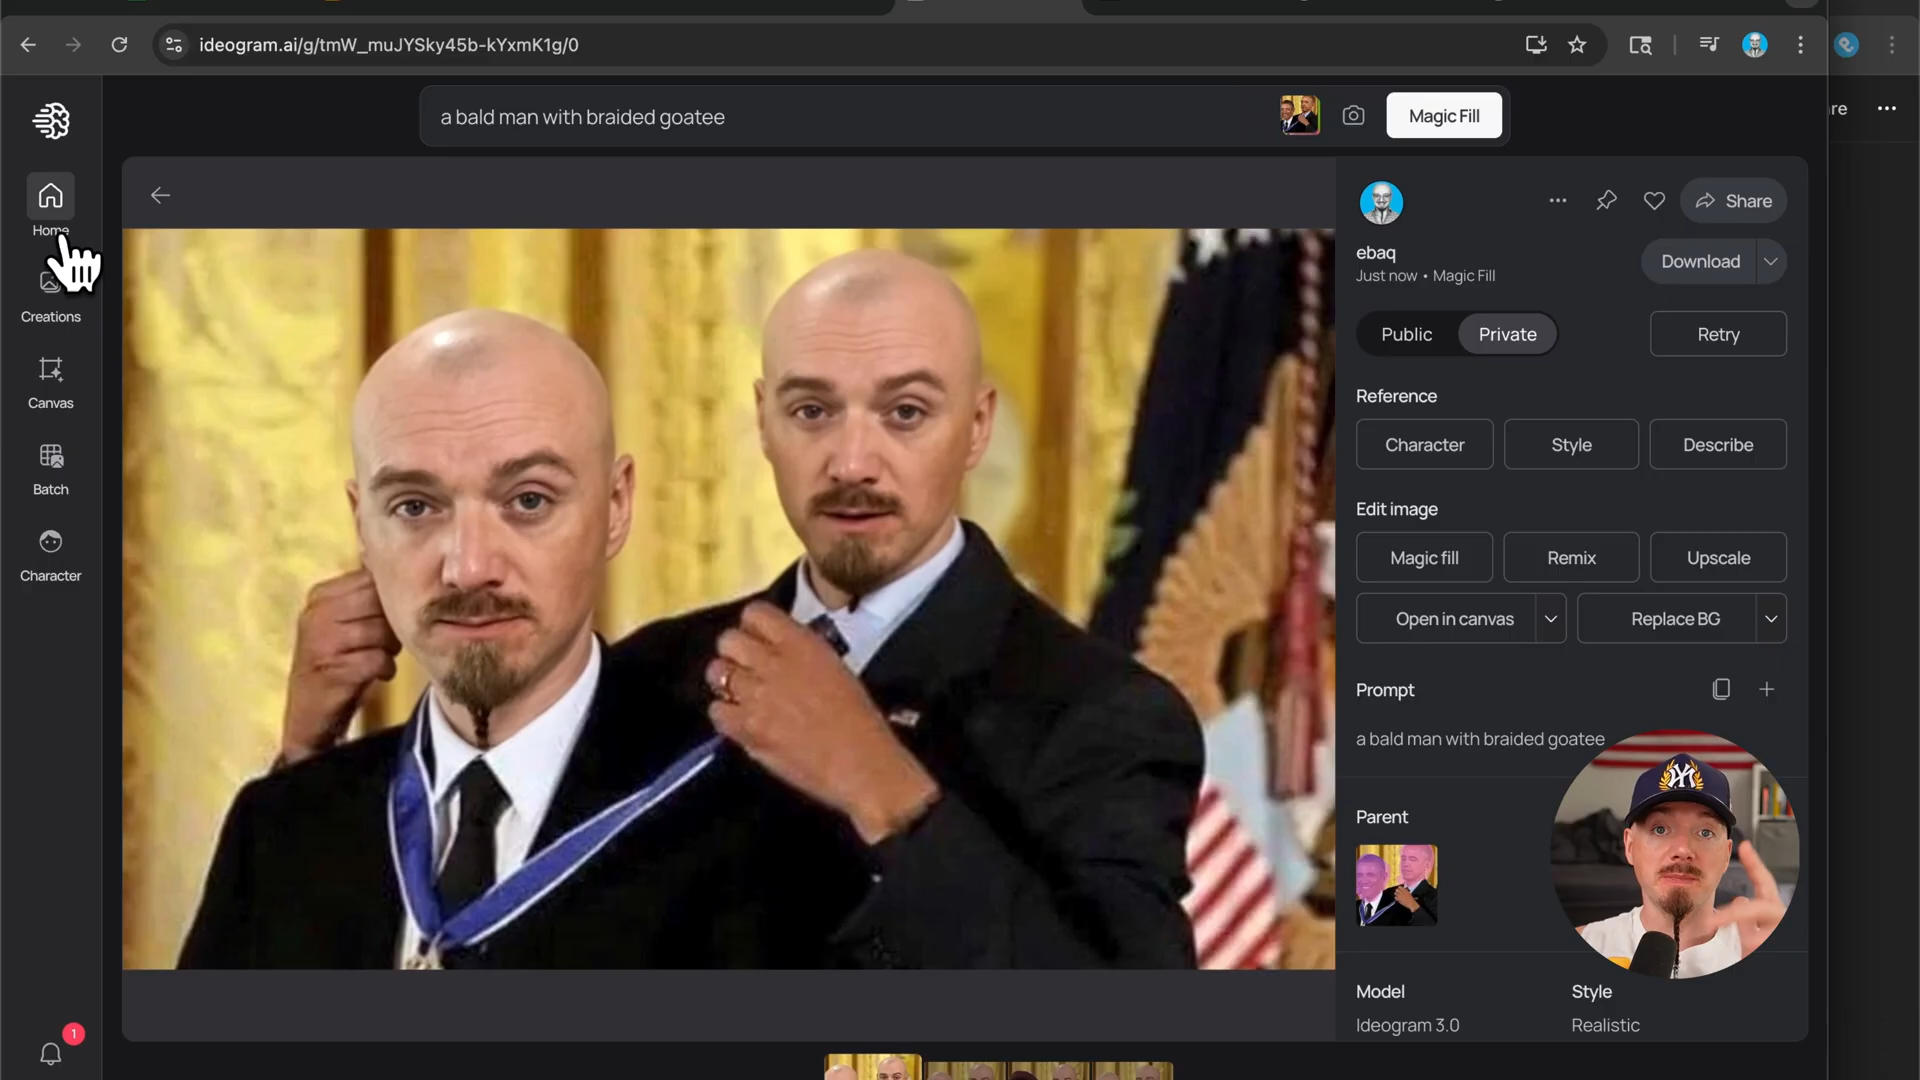 ideogram.ai/g/tmW_muJYSky45b-kYxmK1g/0
re
a bald man with braided goatee
Magic Fill
Home
Creations
Canvas
Batch
Character
1
Share
ebaq
Just now • Magic Fill
Download
Public
Private
Retry
Reference
Character
Style
Describe
Edit image
Magic fill
Remix
Upscale
Open in canvas
Replace BG
Prompt
a bald man with braided goatee
Parent
NY
Model
Style
Ideogram 3.0
Realistic